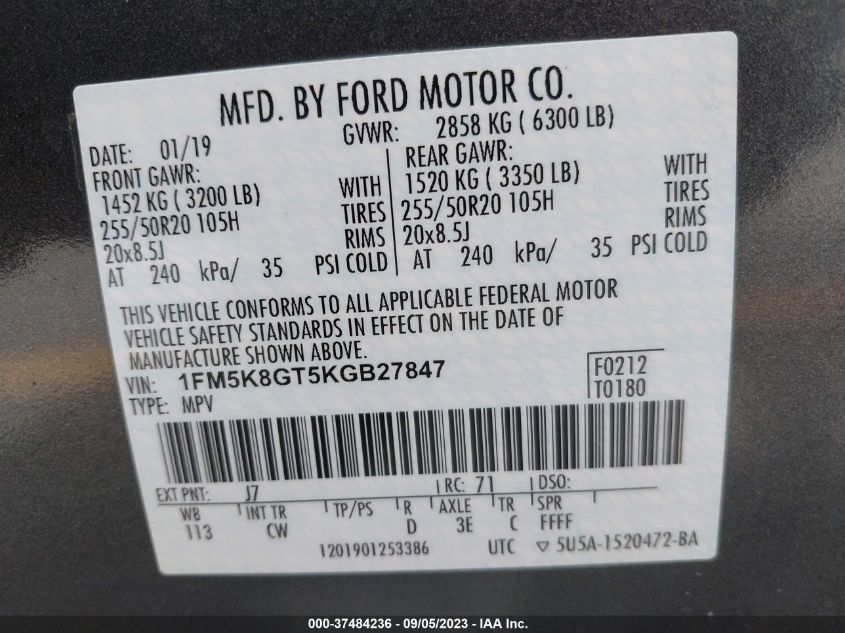 MFD. BY FORD MOTOR CO.
DATE: 01/19 GVWR: 2858 KG ( 6300 LB)
FRONT GAWR: REAR GAWR:
1452 KG ( 3200 LB) WITH 1520 KG ( 3350 LB) WITH
255/50R20 105H TIRES 255/50R20 105H TIRES
20x8.5J RIMS 20x8.5J RIMS
AT 240 kPa/ 35 PSI COLD AT 240 kPa/ 35 PSI COLD
THIS VEHICLE CONFORMS TO ALL APPLICABLE FEDERAL MOTOR
VEHICLE SAFETY STANDARDS IN EFFECT ON THE DATE OF
MANUFACTURE SHOWN ABOVE.
VIN: 1FM5K8GT5KGB27847 F0212
TYPE: MPV T0180
EXT PNT: J7 RC: 71 DSO:
WB INT TR TP/PS R AXLE TR SPR
113 CW D 3E C FFFF
1201901253386 UTC ▽ 5U5A-1520472-BA
000-37484236 - 09/05/2023 - IAA Inc.